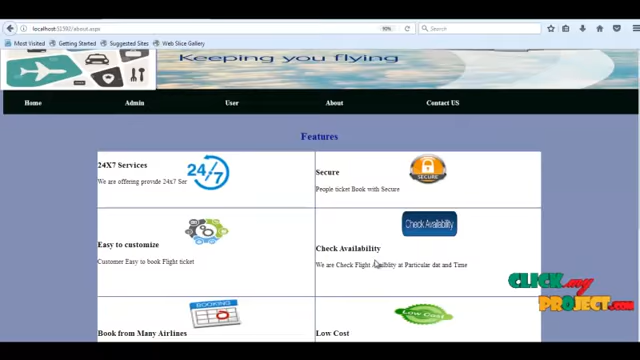 localhost:51592/about.aspx
90%
Search
Most Visited
Getting Started
Suggested Sites
Web Slice Gallery
Keeping you flying
Home
Admin
User
About
Contact US
Features
24X7 Services
We are offering provide 24x7 Ser
24/7
Secure
SECURE
People ticket Book with Secure
Easy to customize
Customer Easy to book Flight ticket
Check Availability
Check Availability
We are Check Flight Availbity at Particular dat and Time
CLICK.my
PROJECT.com
BOOKING
Book from Many Airlines
Low Cost
Low Cost